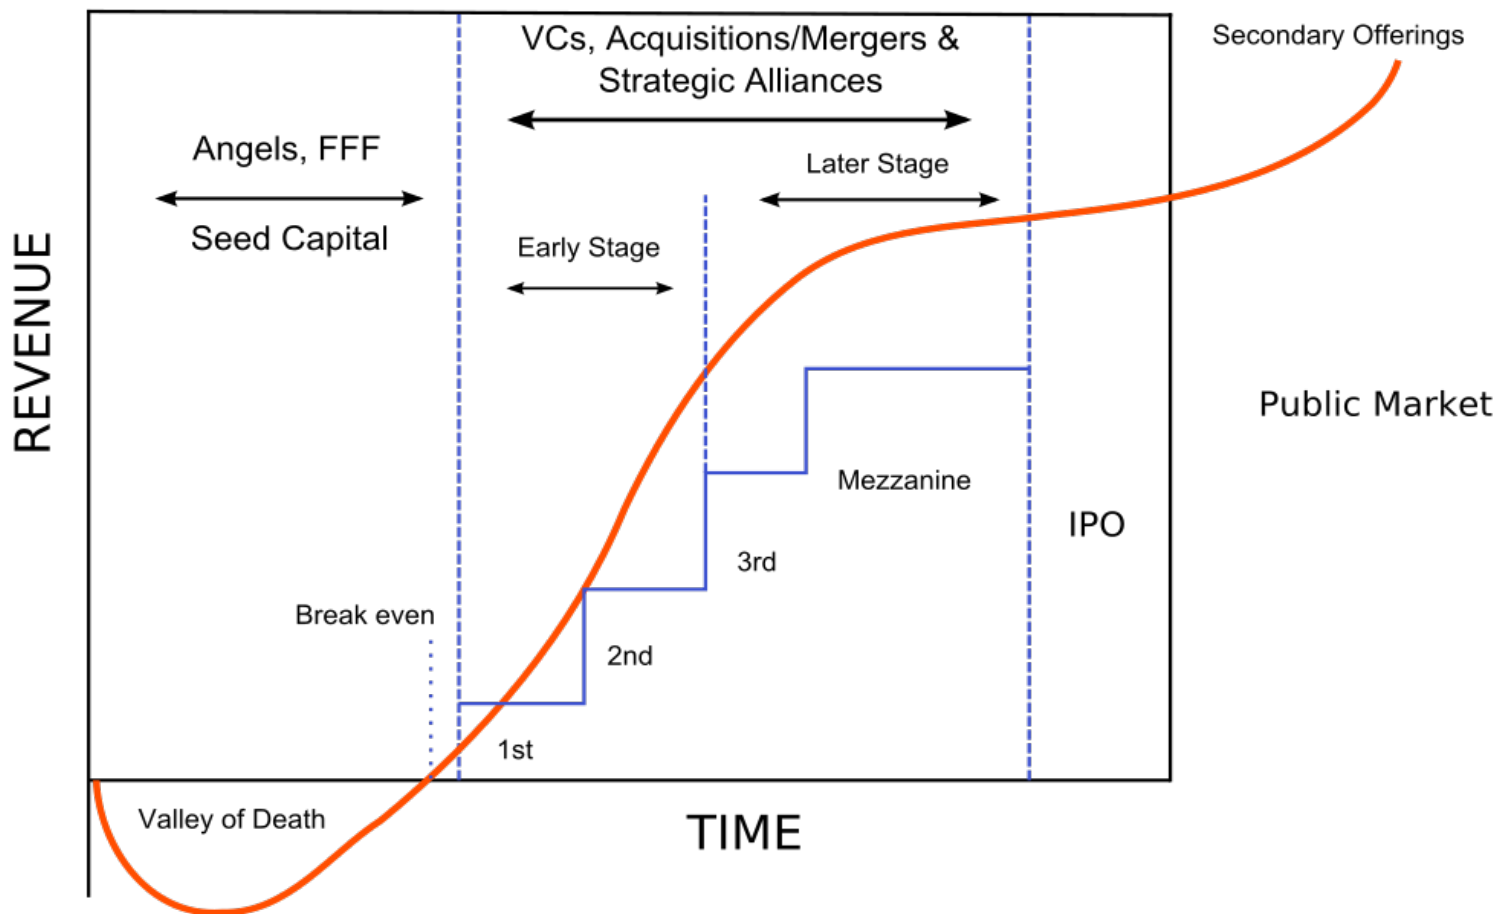 VCs, Acquisitions/Mergers &
Strategic Alliances
Secondary Offerings
Angels, FFF
Seed Capital
Later Stage
Early Stage
REVENUE
Public Market
Mezzanine
IPO
3rd
Break even
2nd
1st
Valley of Death
TIME